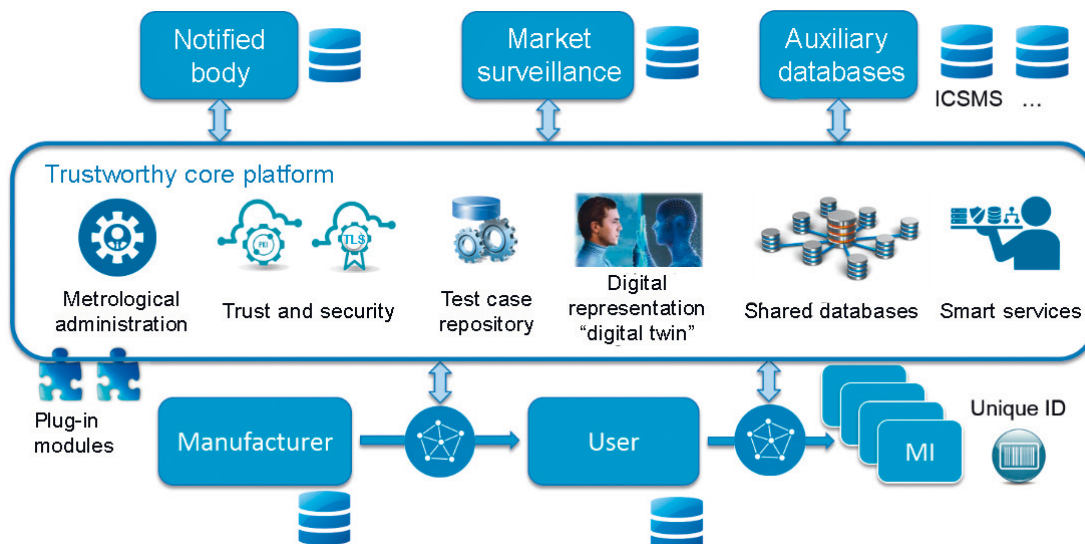 Notified
body
Market
surveillance
Auxiliary
databases
ICSMS ...
Trustworthy core platform
PKI
TLS
Metrological
administration
Trust and security
Test case
repository
Digital
representation
“digital twin”
Shared databases
Smart services
Plug-in
modules
Manufacturer
User
MI
Unique ID